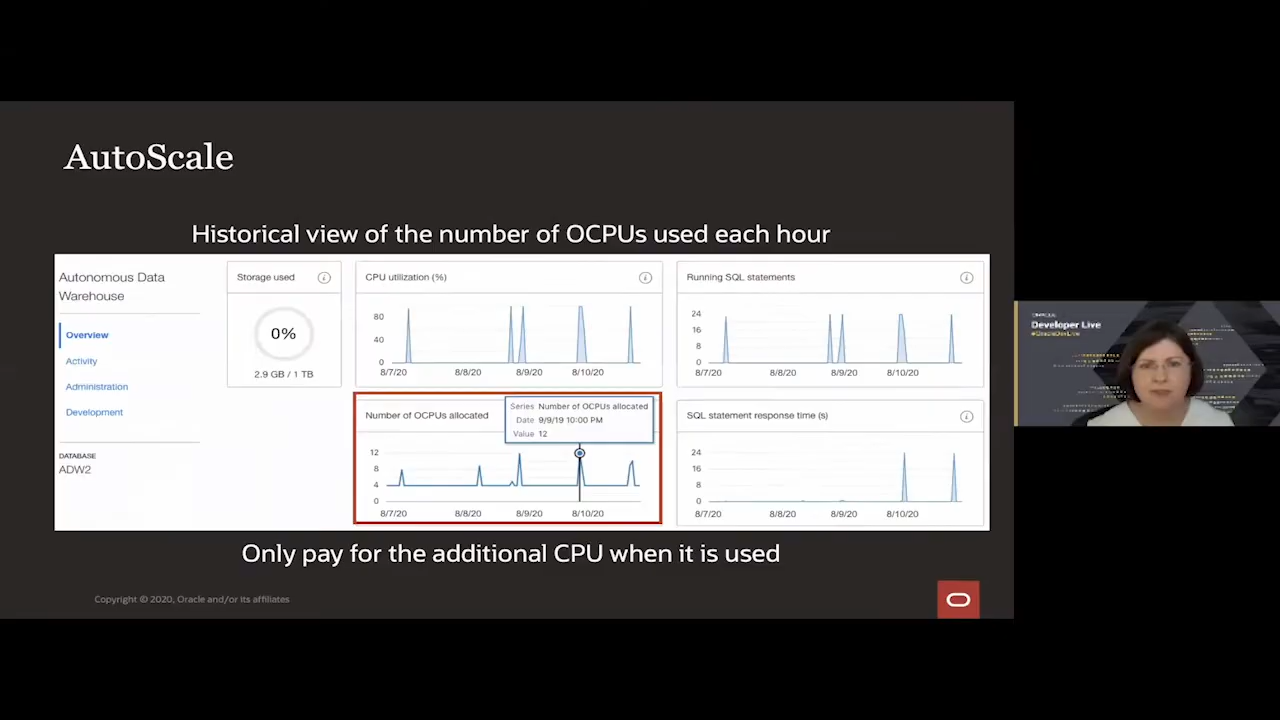 AutoScale
Historical view of the number of OCPUs used each hour
Autonomous Data
Warehouse
Overview
Activity
Administration
Development
DATABASE
ADW2
Storage used
0%
2.9 GB / 1 TB
CPU utilization (%)
80
40
0
8/7/20 8/8/20 8/9/20 8/10/20
Running SQL statements
24
16
8
0
8/7/20 8/8/20 8/9/20 8/10/20
Number of OCPUs allocated
Series Number of OCPUs allocated
Date 9/9/19 10:00 PM
Value 12
12
8
4
0
8/7/20 8/8/20 8/9/20 8/10/20
SQL statement response time (s)
24
16
8
0
8/7/20 8/8/20 8/9/20 8/10/20
Only pay for the additional CPU when it is used
Copyright © 2020, Oracle and/or its affiliates
ORACLE
Developer Live
#OracleDevLive